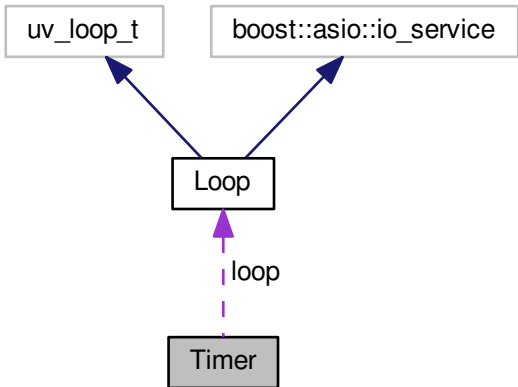 uv_loop_t
boost::asio::io_service
Loop
loop
Timer